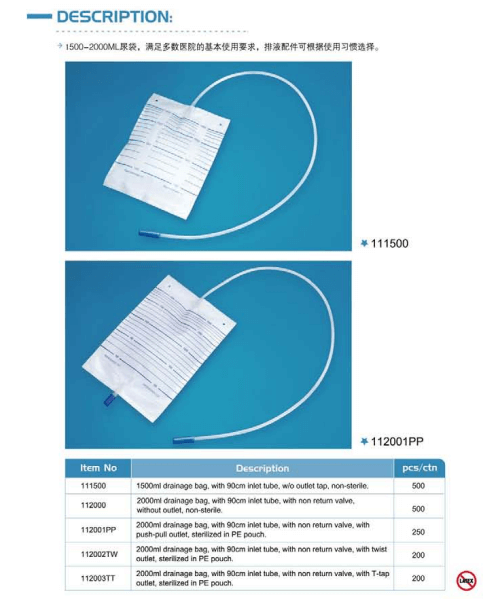 DESCRIPTION:
1500-2000ML尿袋，满足多数医院的基本使用要求，排液配件可根据使用习惯选择。
111500
112001PP
Item No Description pcs/ctn
111500 1500ml drainage bag, with 90cm inlet tube, w/o outlet tap, non-sterile. 500
112000 2000ml drainage bag, with 90cm inlet tube, with non return valve,
without outlet, non-sterile. 500
112001PP 2000ml drainage bag, with 90cm inlet tube, with non return valve, with
push-pull outlet, sterilized in PE pouch. 250
112002TW 2000ml drainage bag, with 90cm inlet tube, with non return valve, with twist
outlet, sterilized in PE pouch. 200
112003TT 2000ml drainage bag, with 90cm inlet tube, with non return valve, with T-tap
outlet, sterilized in PE pouch. 200
LATEX